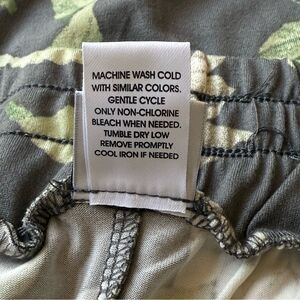 MACHINE WASH COLD
WITH SIMILAR COLORS.
GENTLE CYCLE
ONLY NON-CHLORINE
BLEACH WHEN NEEDED.
TUMBLE DRY LOW
REMOVE PROMPTLY
COOL IRON IF NEEDED